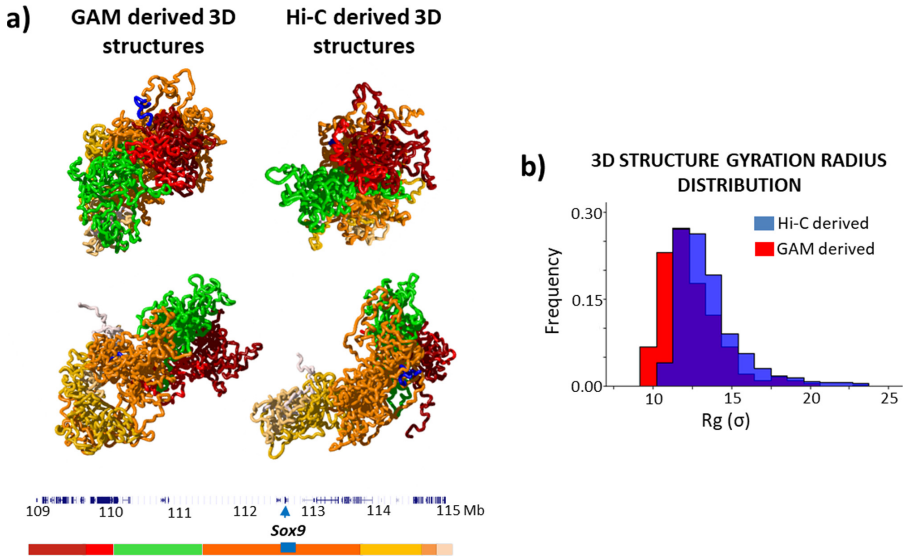 a)
GAM derived 3D structures
Hi-C derived 3D structures
109 110 111 112 113 114 115 Mb
Sox9
b)
3D STRUCTURE GYRATION RADIUS
DISTRIBUTION
0.30
0.15
0.00
Frequency
Hi-C derived
GAM derived
10 15 20 25
Rg (σ)